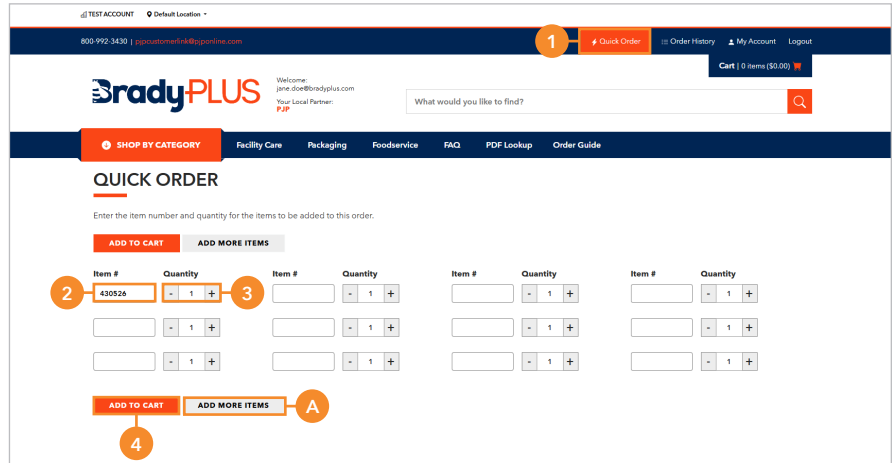 TEST ACCOUNT Default Location
800-992-3430 | pjpcustomerlink@pjponline.com 1 Quick Order Order History My Account Logout
Cart | 0 items ($0.00)
BradyPLUS
Welcome:
jane.doe@bradyplus.com
Your Local Partner:
PJP
What would you like to find?
SHOP BY CATEGORY Facility Care Packaging Foodservice FAQ PDF Lookup Order Guide
QUICK ORDER
Enter the item number and quantity for the items to be added to this order.
ADD TO CART ADD MORE ITEMS
Item # Quantity Item # Quantity Item # Quantity Item # Quantity
2 430526 - 1 + 3 - 1 + - 1 + - 1 +
- 1 + - 1 + - 1 + - 1 +
- 1 + - 1 + - 1 + - 1 +
ADD TO CART ADD MORE ITEMS A
4